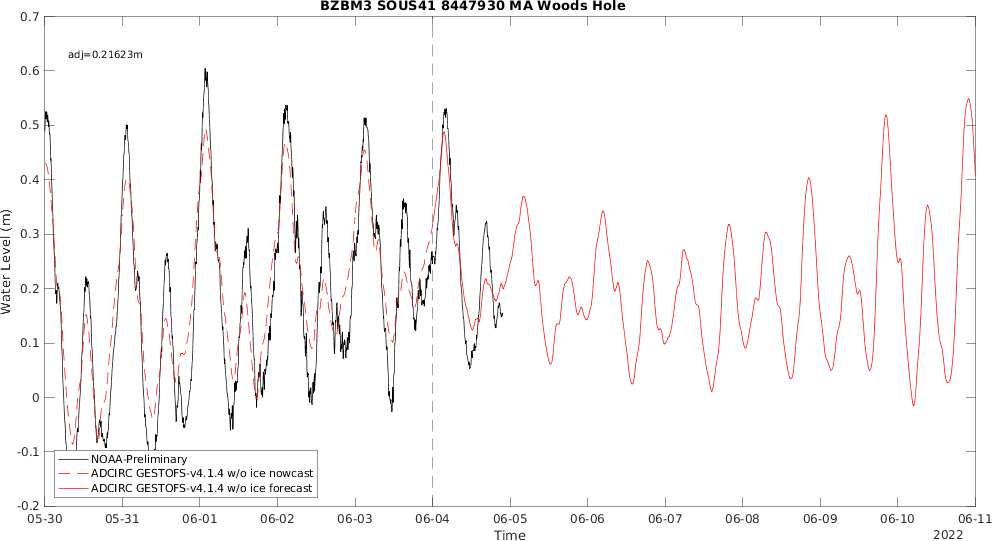 BZBM3 SOUS41 8447930 MA Woods Hole
adj=0.21623m
Water Level (m)
0.7
0.6
0.5
0.4
0.3
0.2
0.1
0
-0.1
-0.2
NOAA-Preliminary
ADCIRC GESTOFS-v4.1.4 w/o ice nowcast
ADCIRC GESTOFS-v4.1.4 w/o ice forecast
05-30 05-31 06-01 06-02 06-03 06-04 06-05 06-06 06-07 06-08 06-09 06-10 06-11
Time
2022